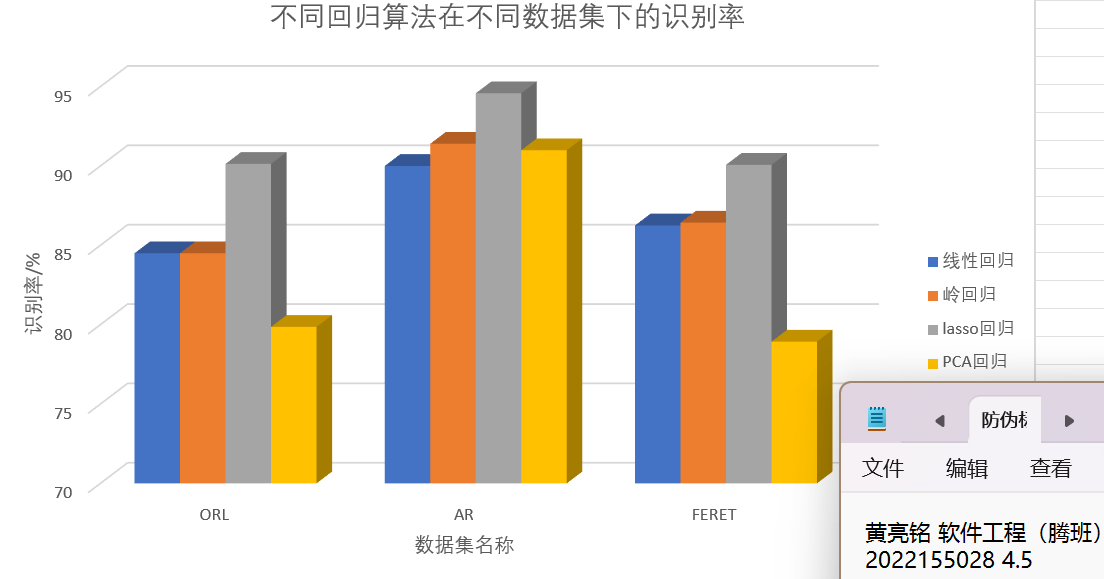 不同回归算法在不同数据集下的识别率
95
90
85
80
75
70
识别率/%
ORL
AR
FERET
数据集名称
线性回归
岭回归
lasso回归
PCA回归
防伪
文件 编辑 查看
黄亮铭 软件工程（腾班）
2022155028 4.5